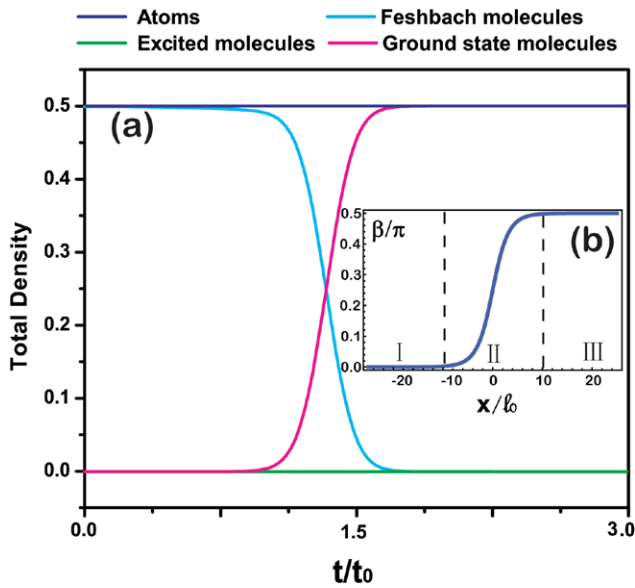 Atoms Feshbach molecules
Excited molecules Ground state molecules
(a)
Total Density
0.5
0.4
0.3
0.2
0.1
0.0
0.0 1.5 3.0
t/t₀
(b)
β/π
0.5
0.4
0.3
0.2
0.1
0.0
I II III
-20 -10 0 10 20
x/ℓ₀